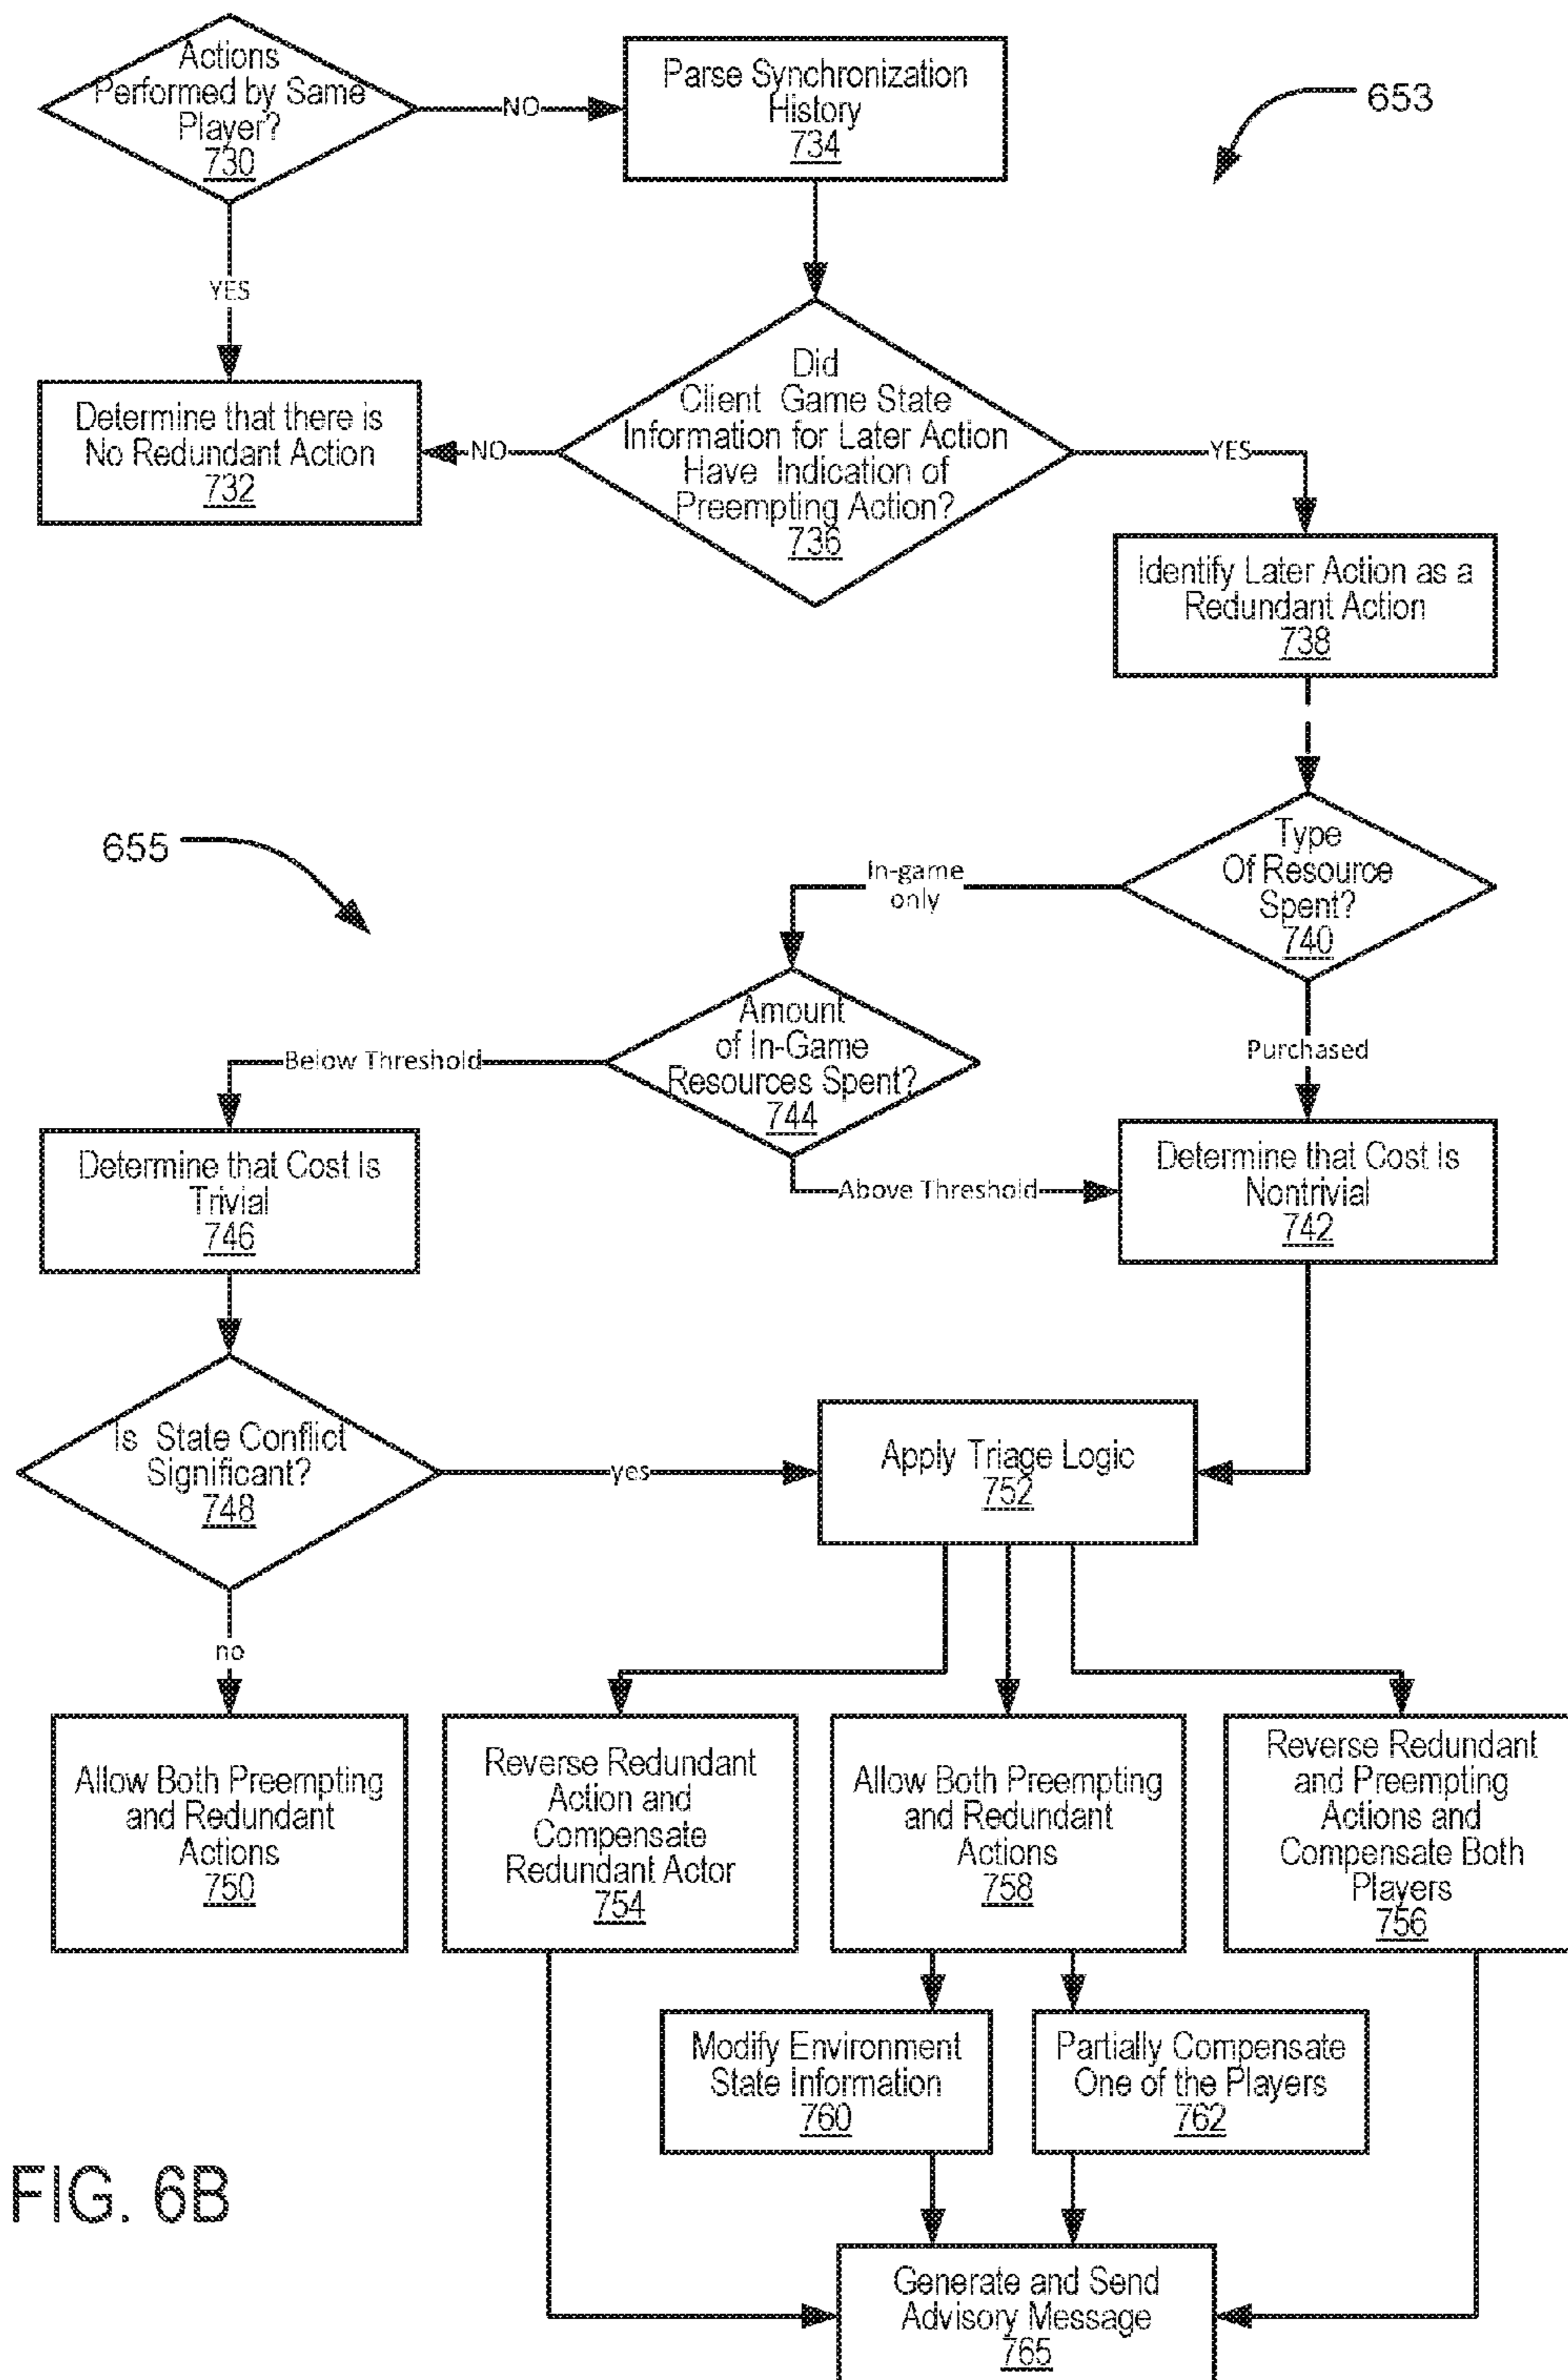 Actions
Performed by Same
Player?
730
NO
Parse Synchronization
History
734
653
YES
Did
Client Game State
Information for Later Action
Have Indication of
Preempting Action?
736
NO
YES
Determine that there is
No Redundant Action
732
Identify Later Action as a
Redundant Action
738
655
Type
Of Resource
Spent?
740
In-game
only
Purchased
Amount
of In-Game
Resources Spent?
744
Below Threshold
Above Threshold
Determine that Cost Is
Trivial
746
Determine that Cost Is
Nontrivial
742
Is State Conflict
Significant?
748
yes
no
Apply Triage Logic
752
Allow Both Preempting
and Redundant
Actions
750
Reverse Redundant
Action and
Compensate
Redundant Actor
754
Allow Both Preempting
and Redundant
Actions
758
Reverse Redundant
and Preempting
Actions and
Compensate Both
Players
756
Modify Environment
State Information
760
Partially Compensate
One of the Players
762
Generate and Send
Advisory Message
765
FIG. 6B